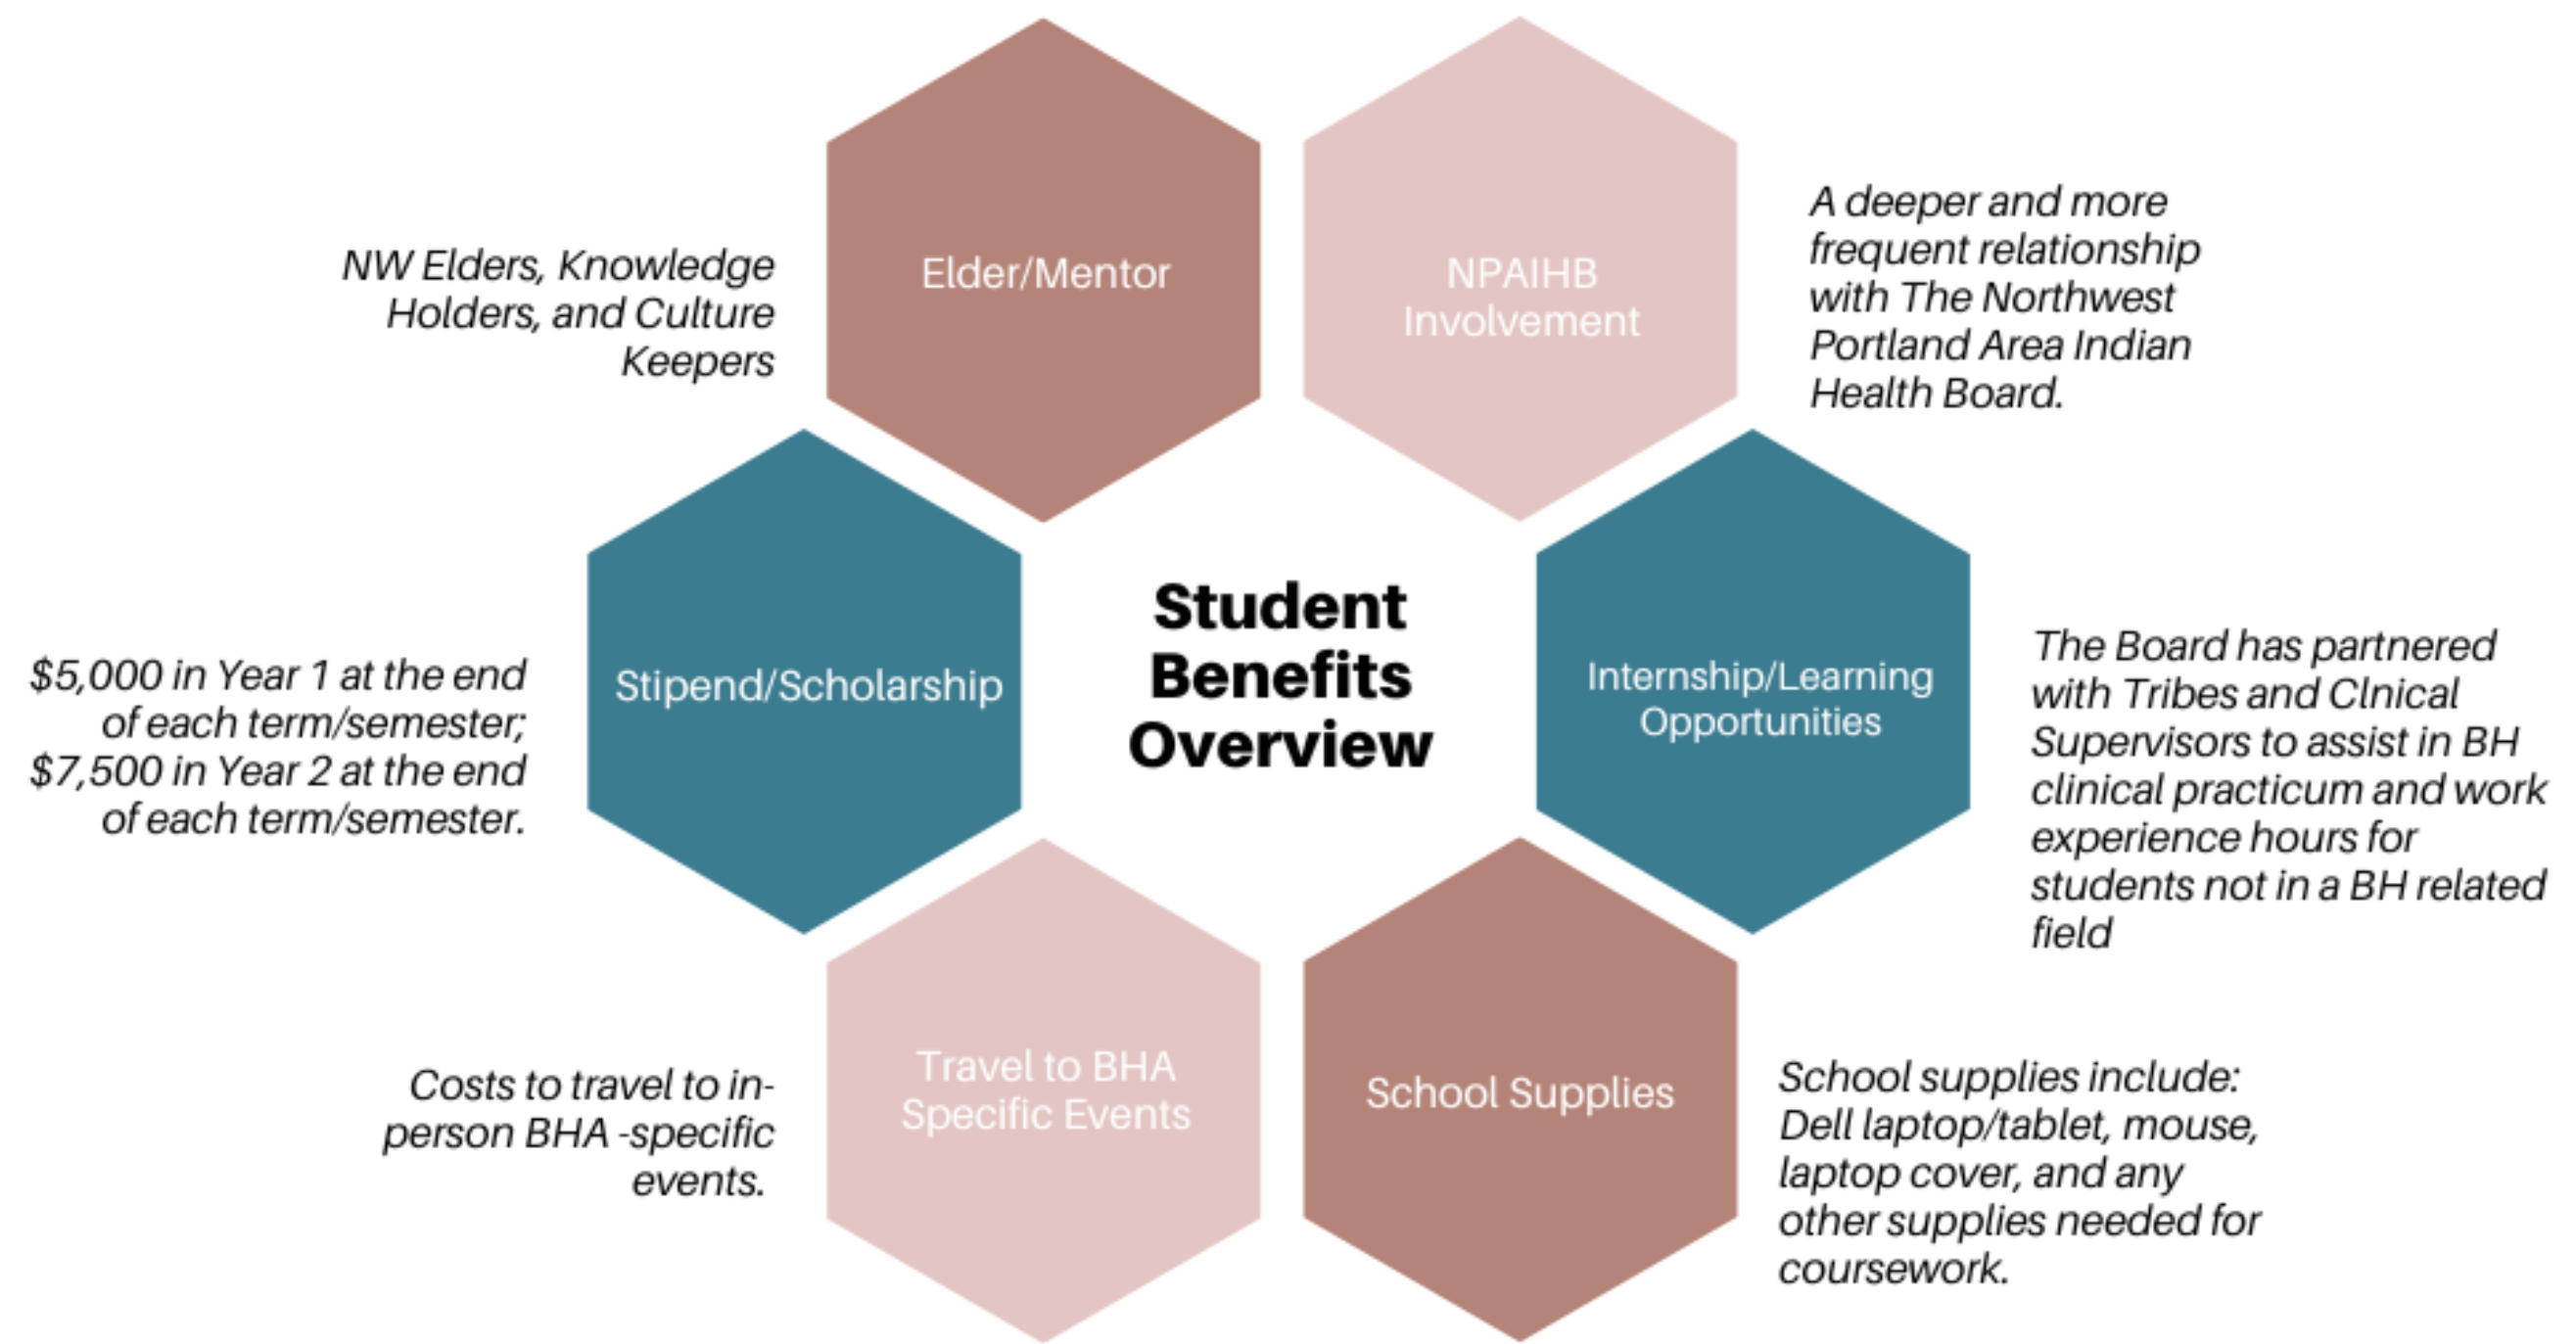 Student
Benefits
Overview
Elder/Mentor
NW Elders, Knowledge
Holders, and Culture
Keepers
NPAIHB
Involvement
A deeper and more
frequent relationship
with The Northwest
Portland Area Indian
Health Board.
Stipend/Scholarship
$5,000 in Year 1 at the end
of each term/semester;
$7,500 in Year 2 at the end
of each term/semester.
Internship/Learning
Opportunities
The Board has partnered
with Tribes and Clnical
Supervisors to assist in BH
clinical practicum and work
experience hours for
students not in a BH related
field
Travel to BHA
Specific Events
Costs to travel to in-
person BHA -specific
events.
School Supplies
School supplies include:
Dell laptop/tablet, mouse,
laptop cover, and any
other supplies needed for
coursework.